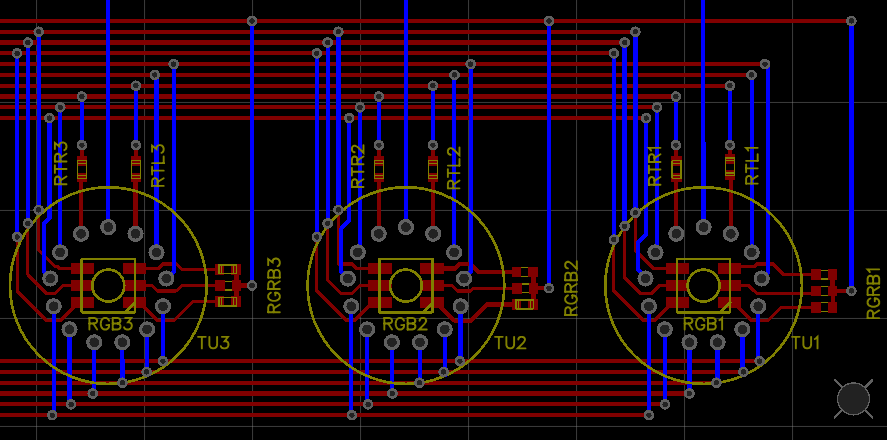 RTR3
RTL3
RTR2
RTL2
RTR1
RTL1
RGRB3
RGRB2
RGRB1
RGB3
RGB2
RGB1
TU3
TU2
TU1